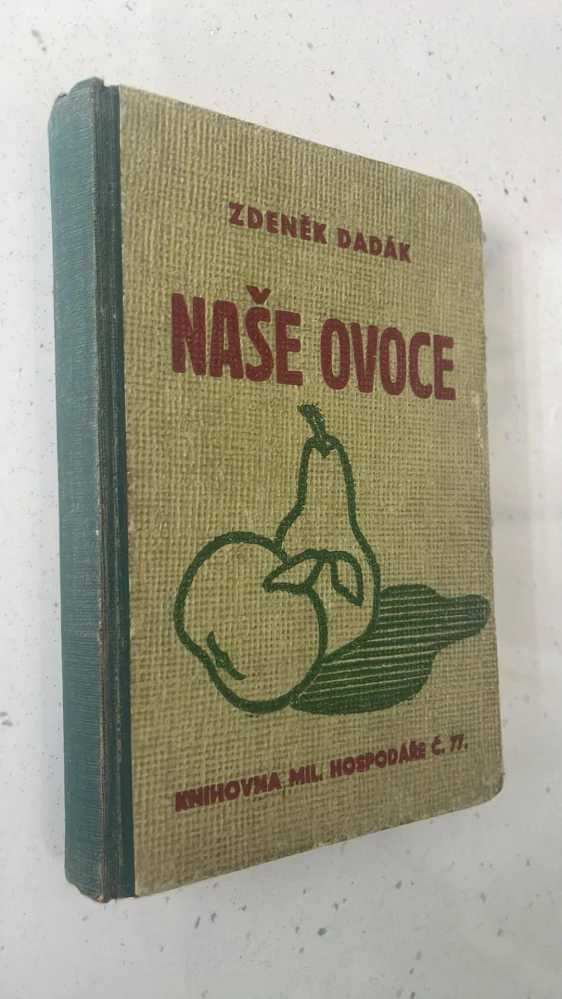 ZDENĚK DADÁK
NAŠE OVOCE
KNIHOVNA MIL. HOSPODÁŘE Č. 77.